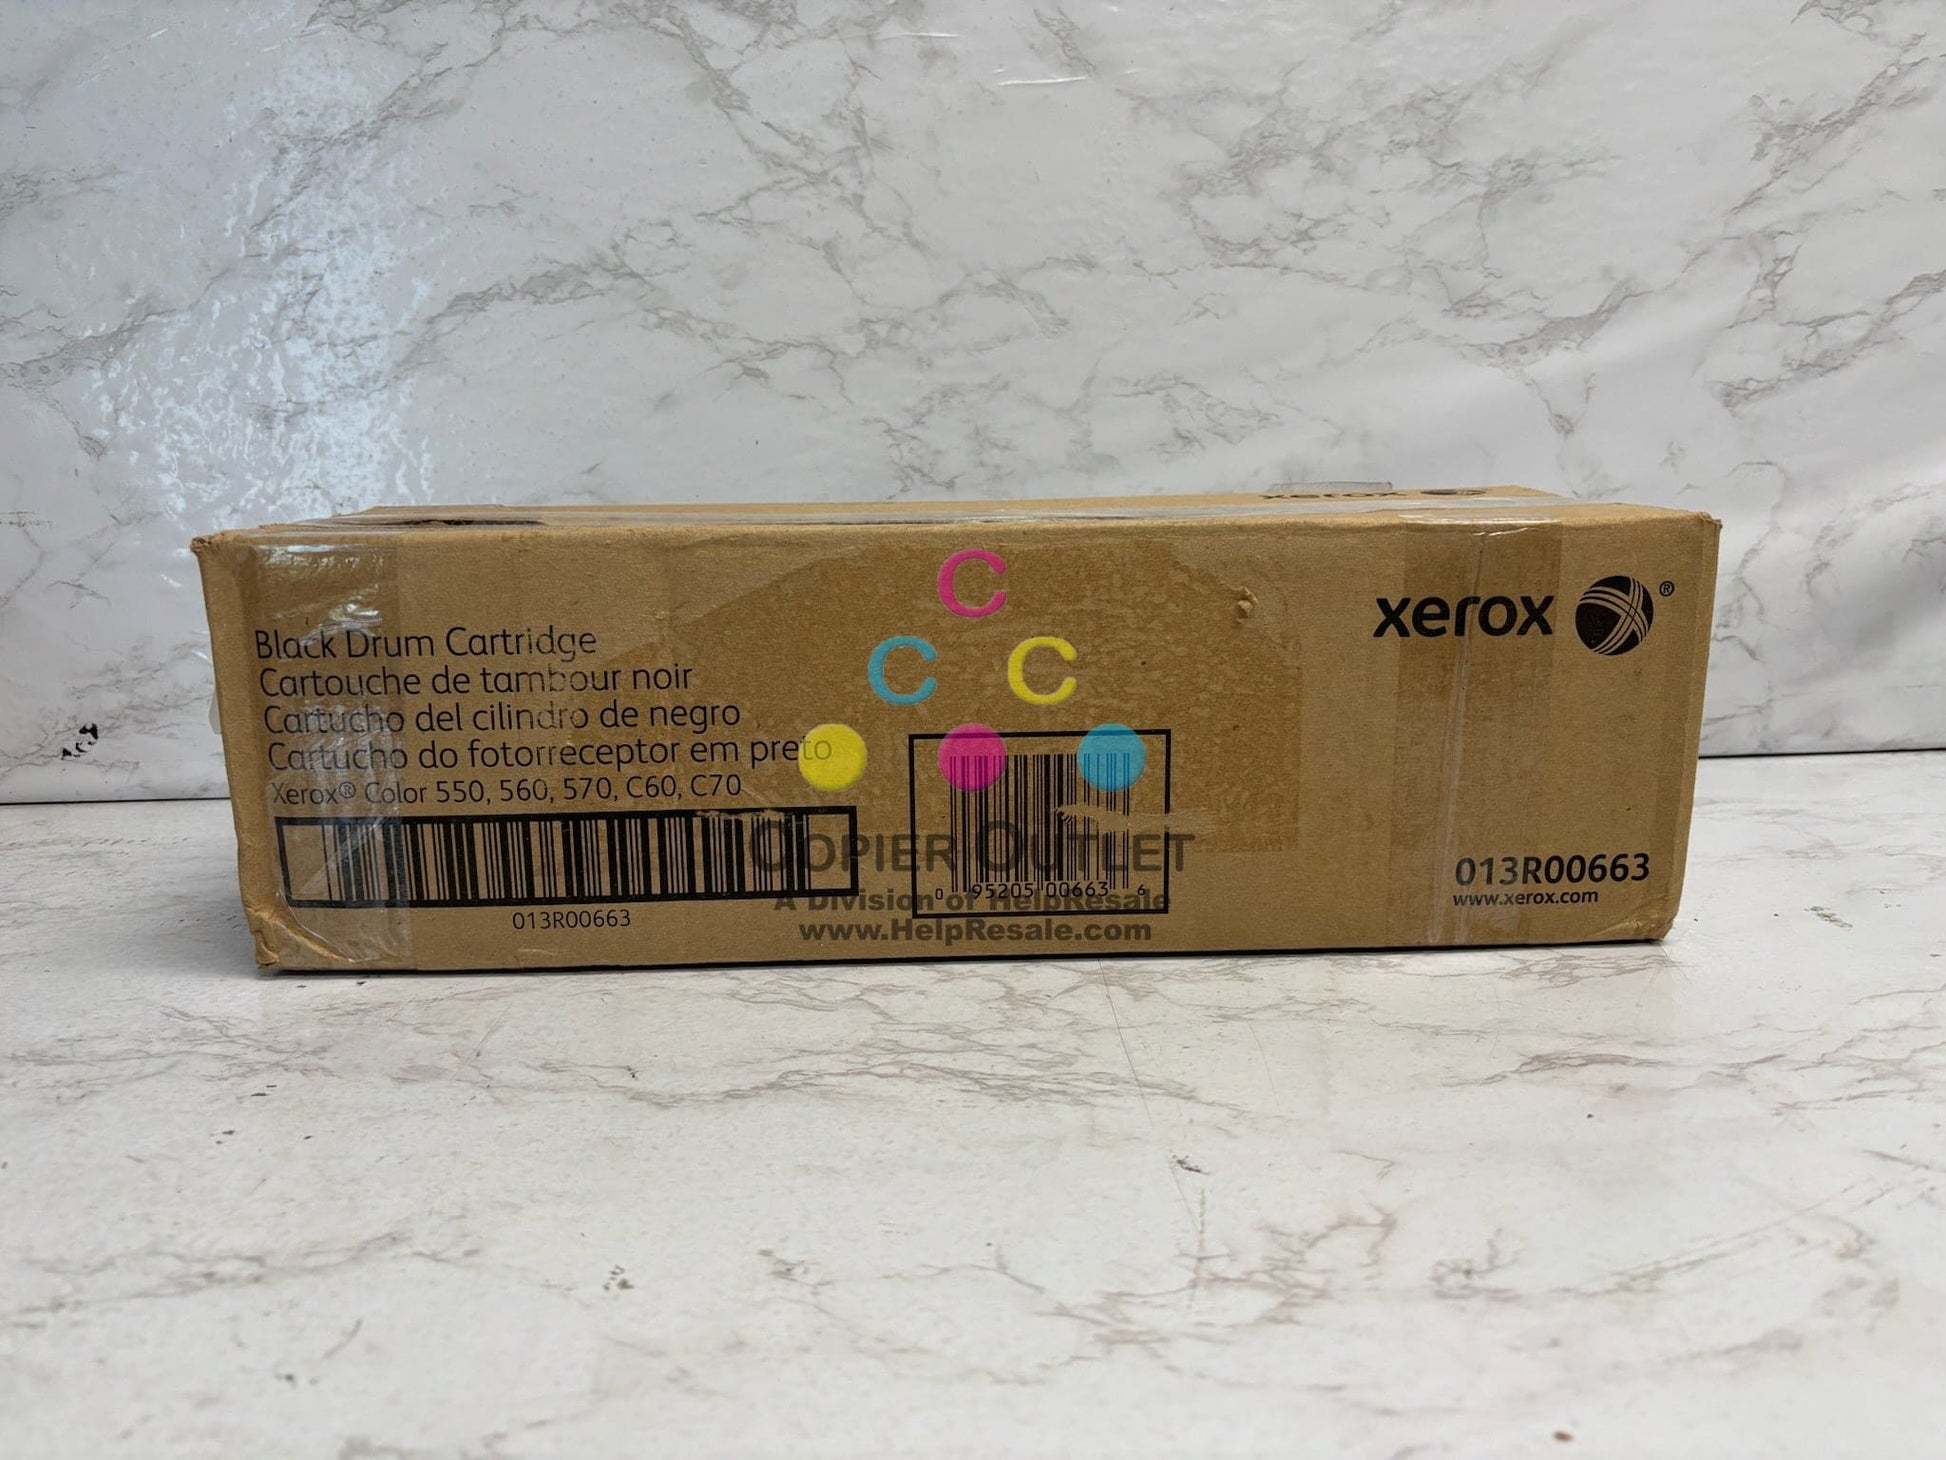 xerox
xerox ®
Black Drum Cartridge
Cartouche de tambour noir
Cartucho del cilindro de negro
Cartucho do fotorreceptor em preto
Xerox® Color 550, 560, 570, C60, C70
013R00663
0 95205 00663 6
013R00663
www.xerox.com
C
C C
COPIER OUTLET
A Division of HelpResale
www.HelpResale.com